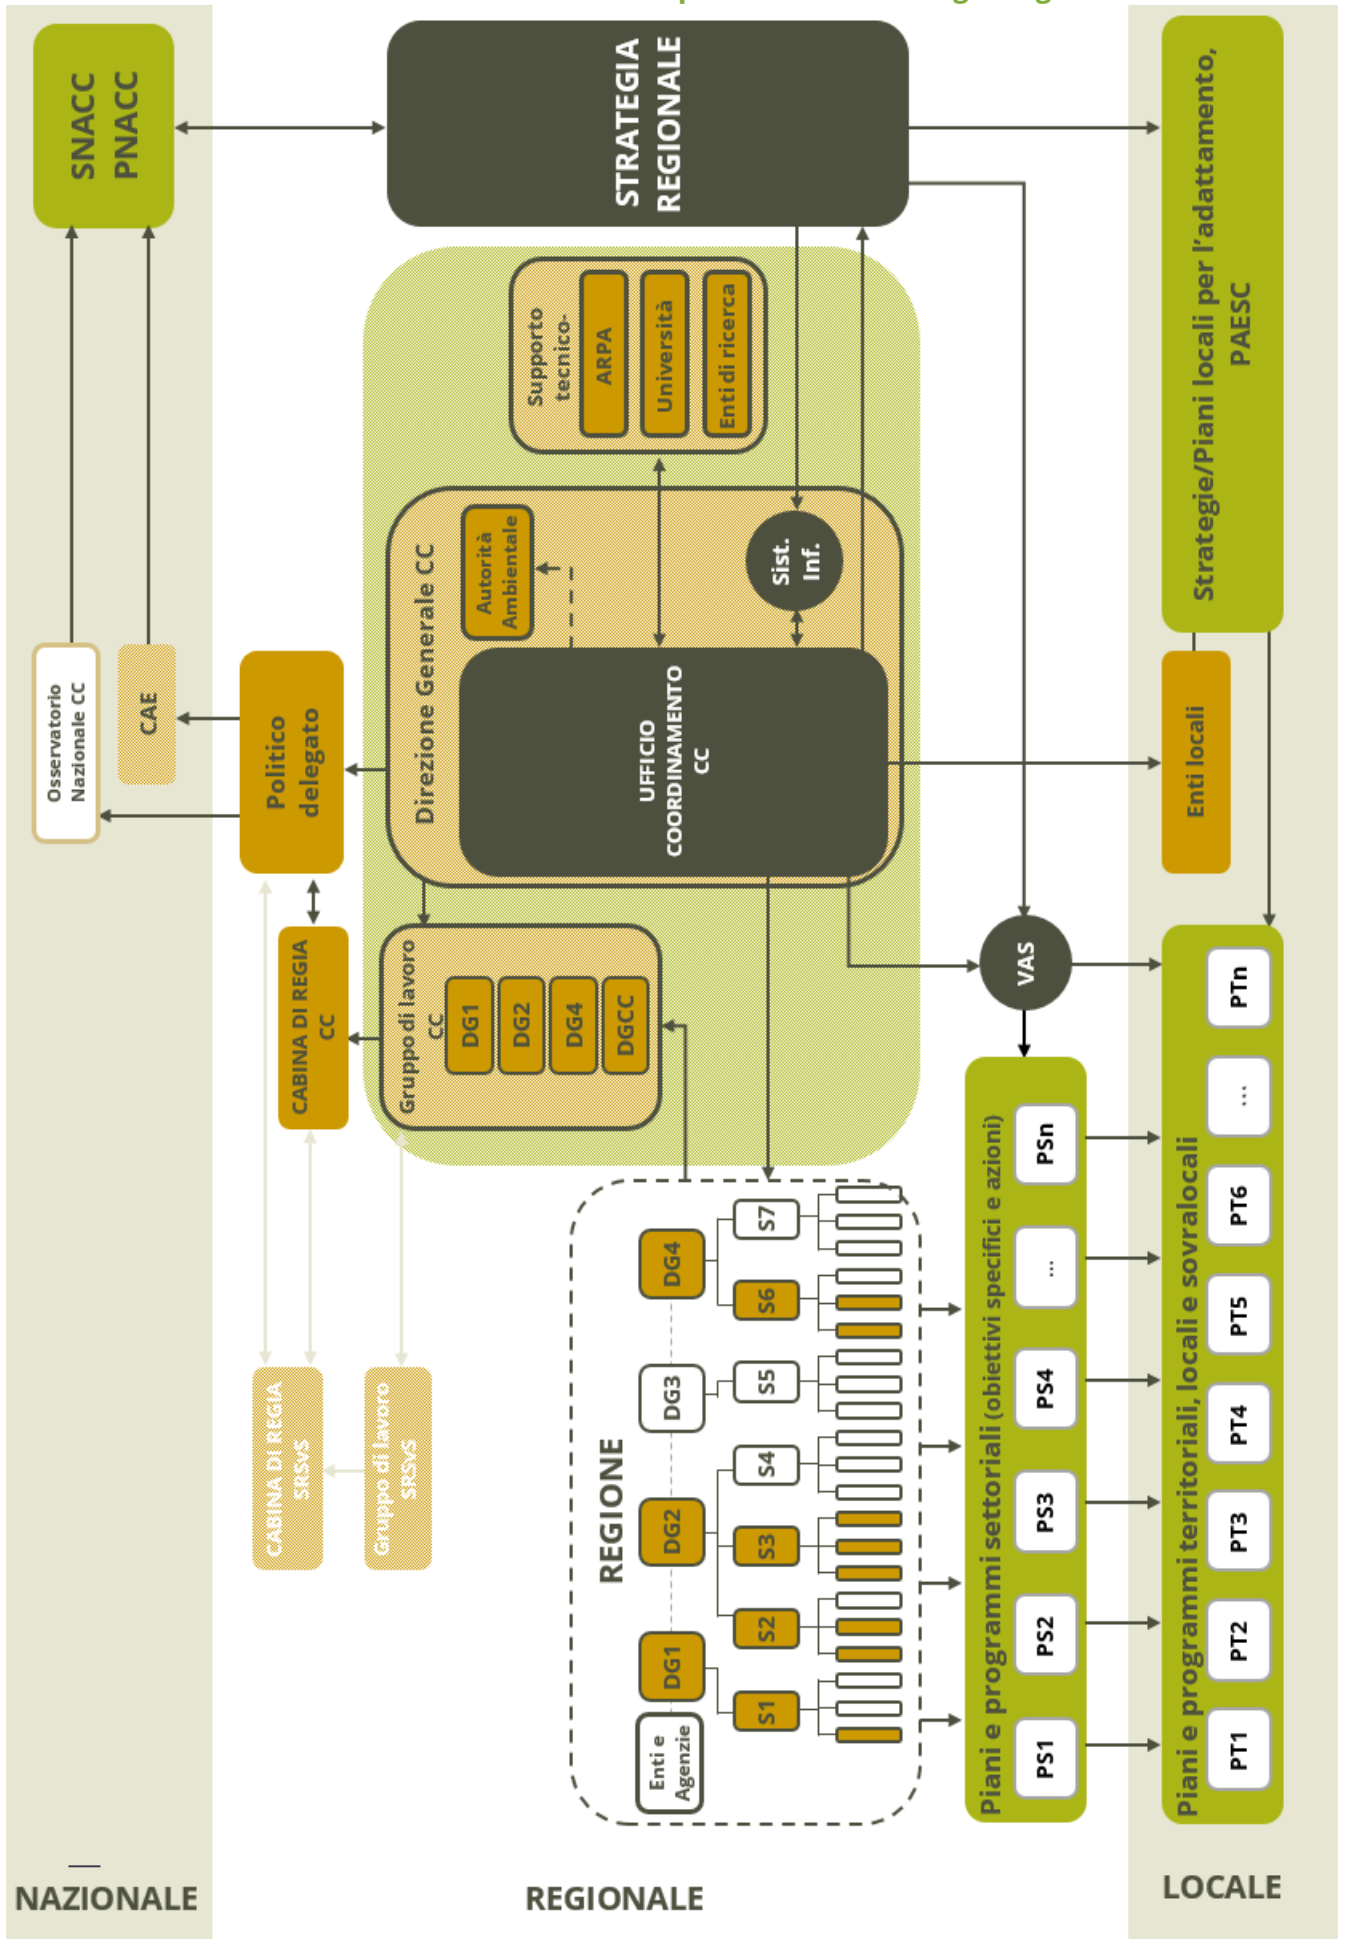 SNACC
PNACC
STRATEGIA
REGIONALE
Strategie/Piani locali per l'adattamento,
PAESC
Supporto
tecnico-
ARPA
Università
Enti di ricerca
Osservatorio
Nazionale CC
CAE
Politico
delegato
Direzione Generale CC
Autorità
Ambientale
Sist.
Inf.
UFFICIO
COORDINAMENTO
CC
Enti locali
CABINA DI REGIA
CC
Gruppo di lavoro
CC
DG1
DG2
DG4
DGCC
VAS
CABINA DI REGIA
SRSvS
Gruppo di lavoro
SRSvS
REGIONE
Enti e
Agenzie
DG1
DG2
DG3
DG4
S1
S2
S3
S4
S5
S6
S7
Piani e programmi settoriali (obiettivi specifici e azioni)
PS1
PS2
PS3
PS4
...
PSn
Piani e programmi territoriali, locali e sovralocali
PT1
PT2
PT3
PT4
PT5
PT6
...
PTn
NAZIONALE
REGIONALE
LOCALE